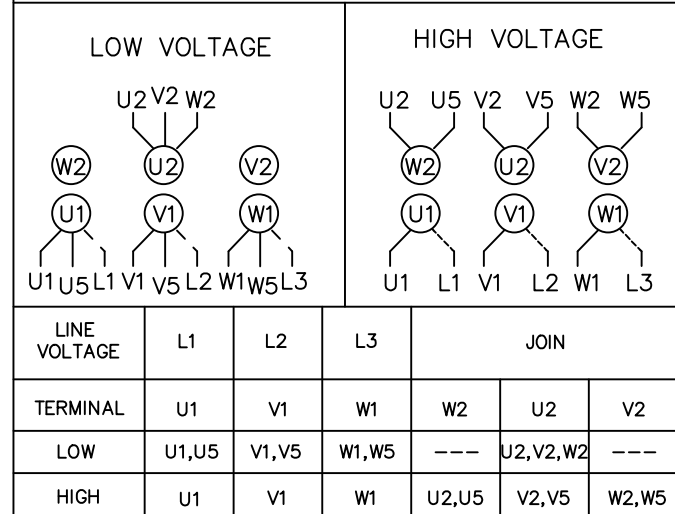 LOW VOLTAGE
U2 V2 W2
W2 U2 V2
U1 V1 W1
U1 U5 L1 V1 V5 L2 W1 W5 L3
HIGH VOLTAGE
U2 U5 V2 V5 W2 W5
W2 U2 V2
U1 V1 W1
U1 L1 V1 L2 W1 L3
LINE VOLTAGE L1 L2 L3 JOIN
TERMINAL U1 V1 W1 W2 U2 V2
LOW U1,U5 V1,V5 W1,W5 --- U2,V2,W2 ---
HIGH U1 V1 W1 U2,U5 V2,V5 W2,W5